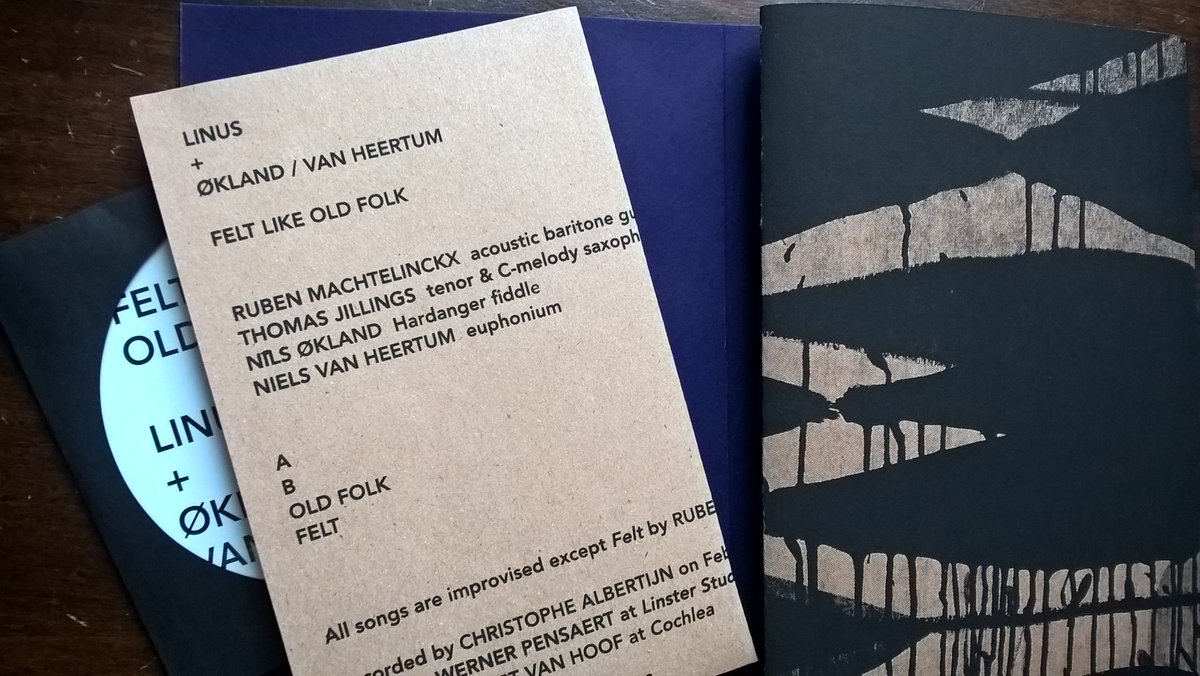 LINUS
+
ØKLAND / VAN HEERTUM
FELT LIKE OLD FOLK
RUBEN MACHTELINCKX acoustic baritone gu
THOMAS JILLINGS tenor & C-melody saxoph
NILS ØKLAND Hardanger fiddle
NIELS VAN HEERTUM euphonium
A
B
OLD FOLK
FELT
All songs are improvised except Felt by RUBE
corded by CHRISTOPHE ALBERTIJN on Feb
WERNER PENSAERT at Linster Stud
ET VAN HOOF at Cochlea
FELT
OLD
LINU
+
ØK
VAN